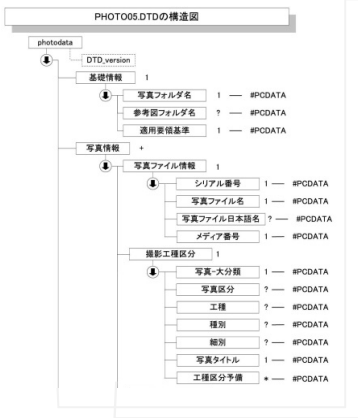 PHOTO05.DTDの構造図
photodata
DTD_version
基礎情報 1
写真フォルダ名 1 — #PCDATA
参考図フォルダ名 ? — #PCDATA
適用要領基準 1 — #PCDATA
写真情報 +
写真ファイル情報 1
シリアル番号 1 — #PCDATA
写真ファイル名 1 — #PCDATA
写真ファイル日本語名 ? — #PCDATA
メディア番号 1 — #PCDATA
撮影工種区分 1
写真-大分類 1 — #PCDATA
写真区分 ? — #PCDATA
工種 ? — #PCDATA
種別 ? — #PCDATA
細別 ? — #PCDATA
写真タイトル 1 — #PCDATA
工種区分予備 * — #PCDATA